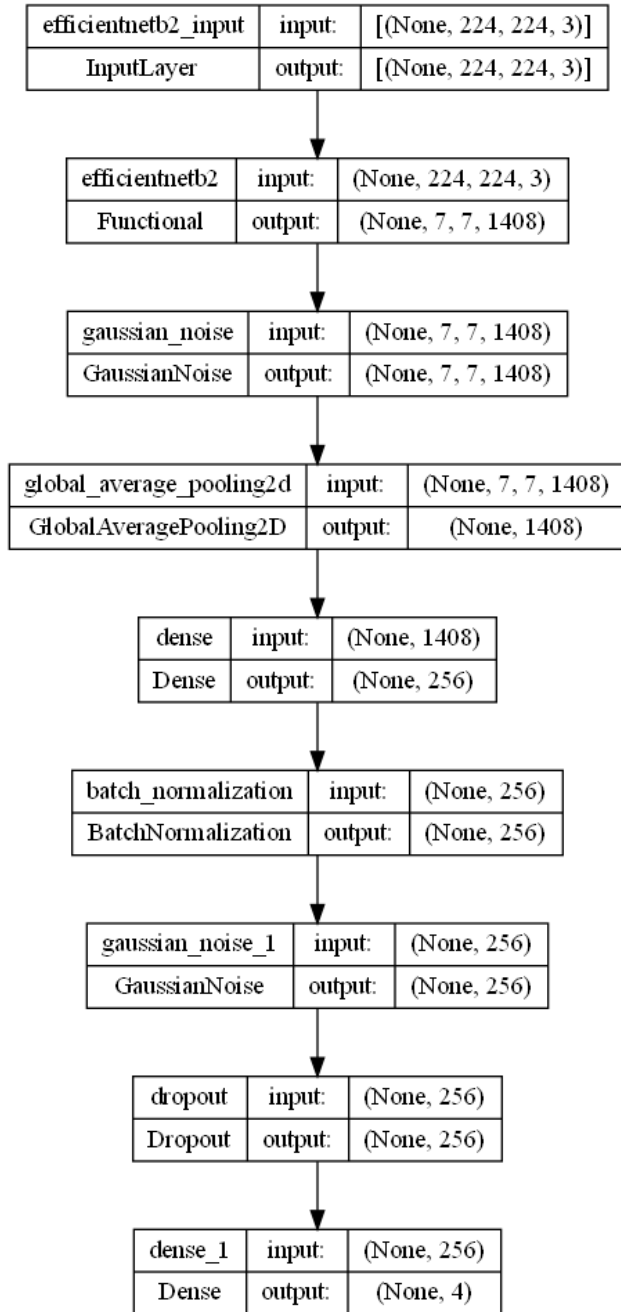 efficientnetb2_input input: [(None, 224, 224, 3)]
InputLayer output: [(None, 224, 224, 3)]
efficientnetb2 input: (None, 224, 224, 3)
Functional output: (None, 7, 7, 1408)
gaussian_noise input: (None, 7, 7, 1408)
GaussianNoise output: (None, 7, 7, 1408)
global_average_pooling2d input: (None, 7, 7, 1408)
GlobalAveragePooling2D output: (None, 1408)
dense input: (None, 1408)
Dense output: (None, 256)
batch_normalization input: (None, 256)
BatchNormalization output: (None, 256)
gaussian_noise_1 input: (None, 256)
GaussianNoise output: (None, 256)
dropout input: (None, 256)
Dropout output: (None, 256)
dense_1 input: (None, 256)
Dense output: (None, 4)